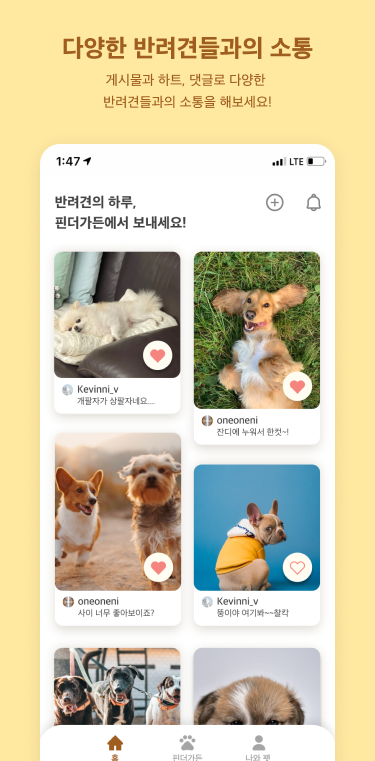 다양한 반려견들과의 소통
게시물과 하트, 댓글로 다양한
반려견들과의 소통을 해보세요!
1:47
LTE
반려견의 하루,
핀더가든에서 보내세요!
Kevinni_v
개팔자가 상팔자네요...
oneoneni
잔디에 누워서 한컷~!
oneoneni
사이 너무 좋아보이죠?
Kevinni_v
뚱이야 여기봐~~찰칵
홈
핀더가든
나와 펫